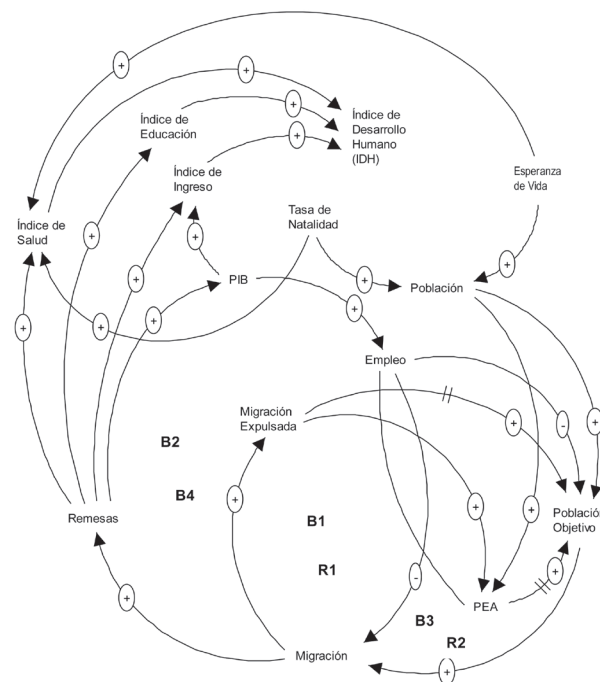 +
+
Índice de
Educación
+
Índice de
Desarrollo
Humano
(IDH)
+
Índice de
Ingreso
Esperanza
de Vida
Índice de
Salud
Tasa de
Natalidad
+
+
+
+
PIB
+
Población
+
+
+
+
Empleo
Migración
Expulsada
+
-
+
B2
B4
+
+
+
Remesas
B1
Población
Objetivo
R1
+
-
PEA
+
B3
R2
Migración
+